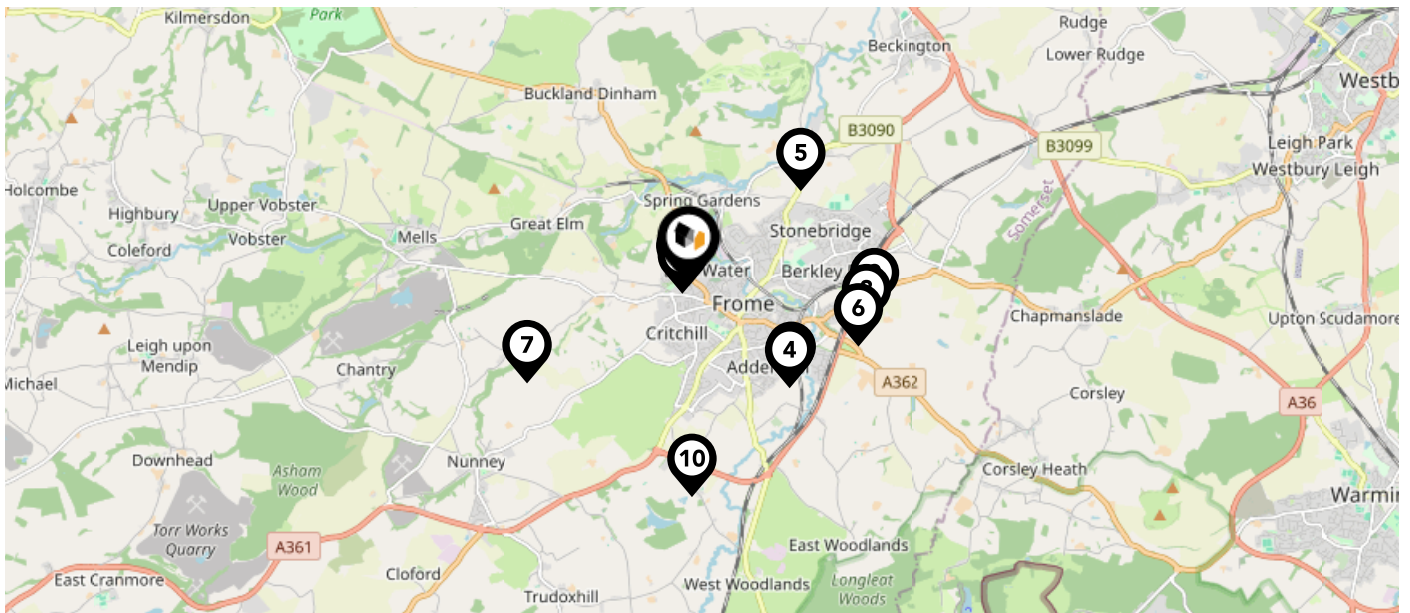 Kilmersdon
Park
Rudge
Beckington
Lower Rudge
Westb
Buckland Dinham
B3090
B3099
Leigh Park
Westbury Leigh
5
Holcombe
Highbury
Upper Vobster
Spring Gardens
Somerset
Great Elm
Stonebridge
Coleford
Vobster
Mells
Water
Berkley
Frome
6
Chapmanslade
Upton Scudamore
Leigh upon
Mendip
7
Critchill
4
Chantry
Adde
A362
Michael
Corsley
A36
Downhead
Asham
Wood
Nunney
10
Corsley Heath
Warmin
Torr Works
Quarry
A361
East Woodlands
East Cranmore
Cloford
West Woodlands
Longleat
Woods
Trudoxhill